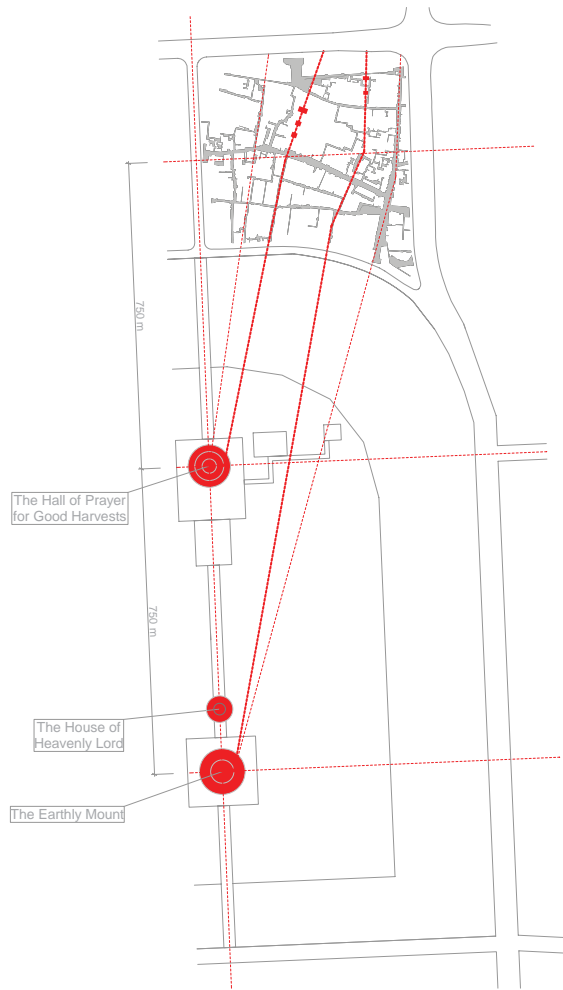 750 m
The Hall of Prayer
for Good Harvests
750 m
The House of
Heavenly Lord
The Earthly Mount